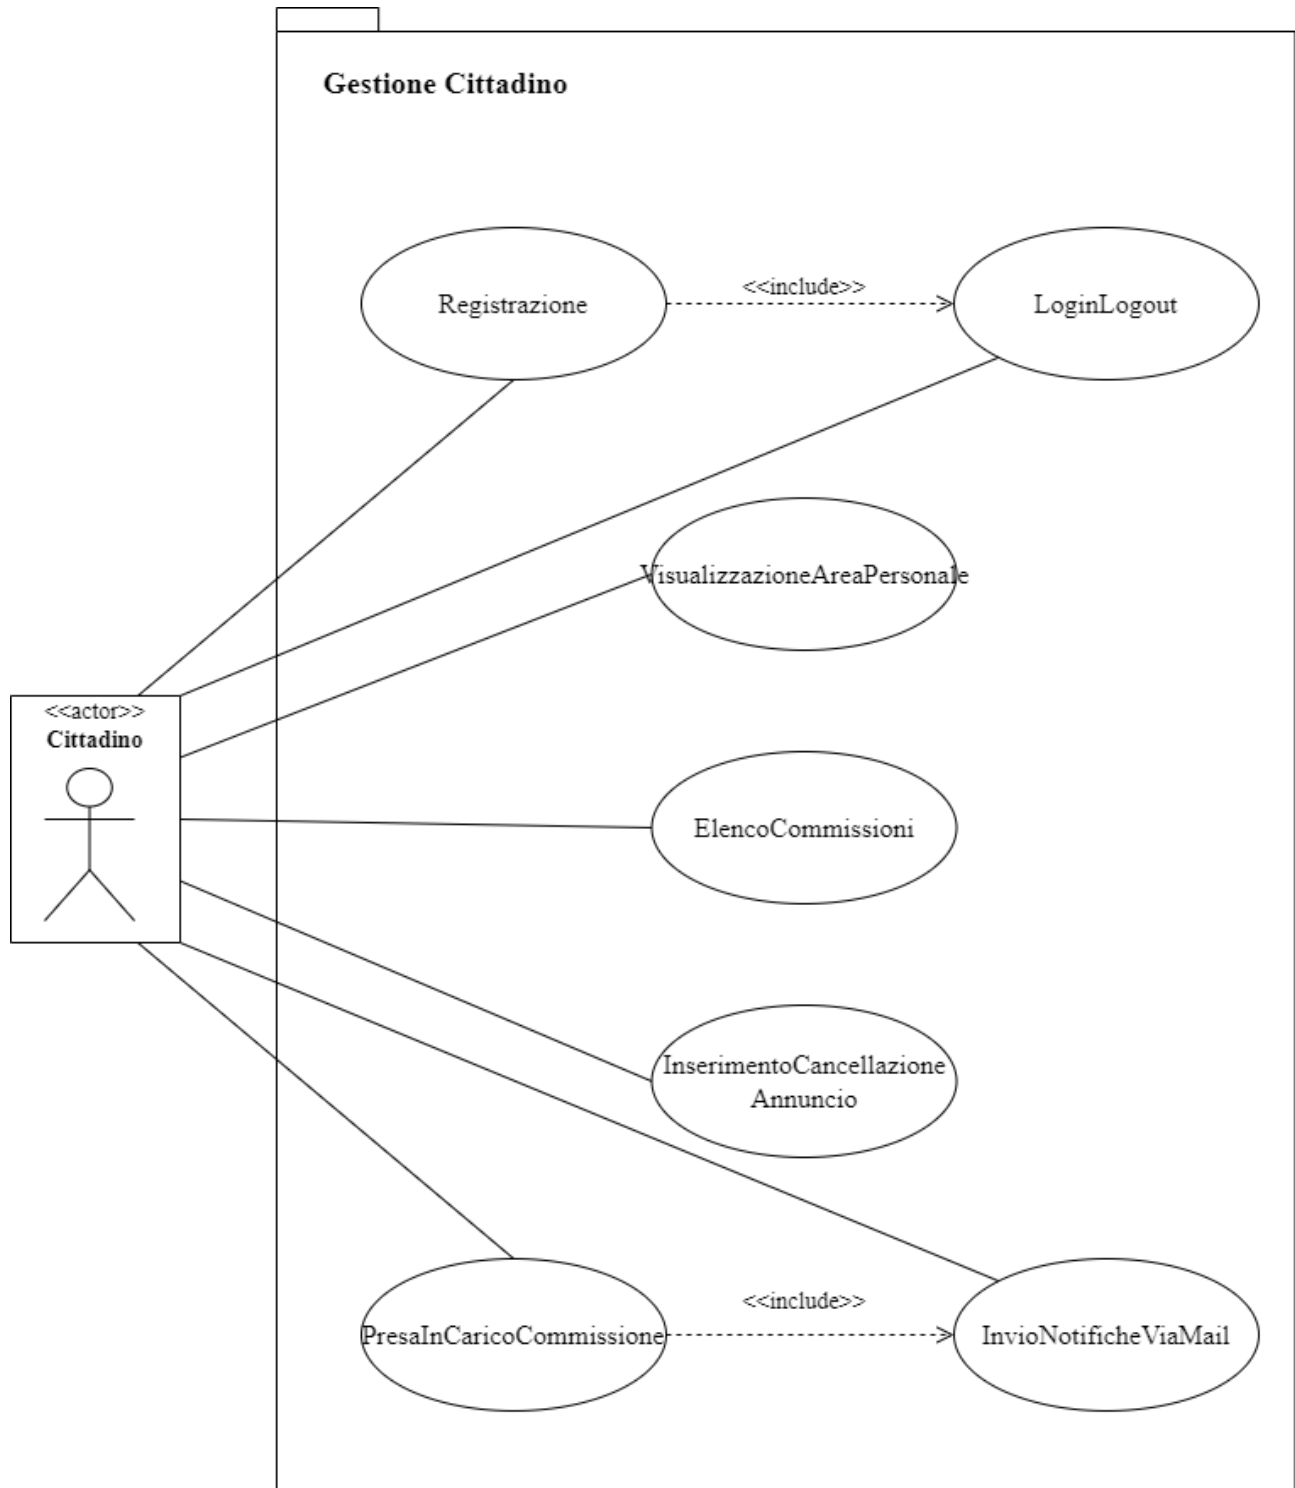 Gestione Cittadino
Registrazione
<<include>>
LoginLogout
VisualizzazioneAreaPersonale
<<actor>>
Cittadino
ElencoCommissioni
InserimentoCancellazione
Annuncio
PresaInCaricoCommissione
<<include>>
InvioNotificheViaMail